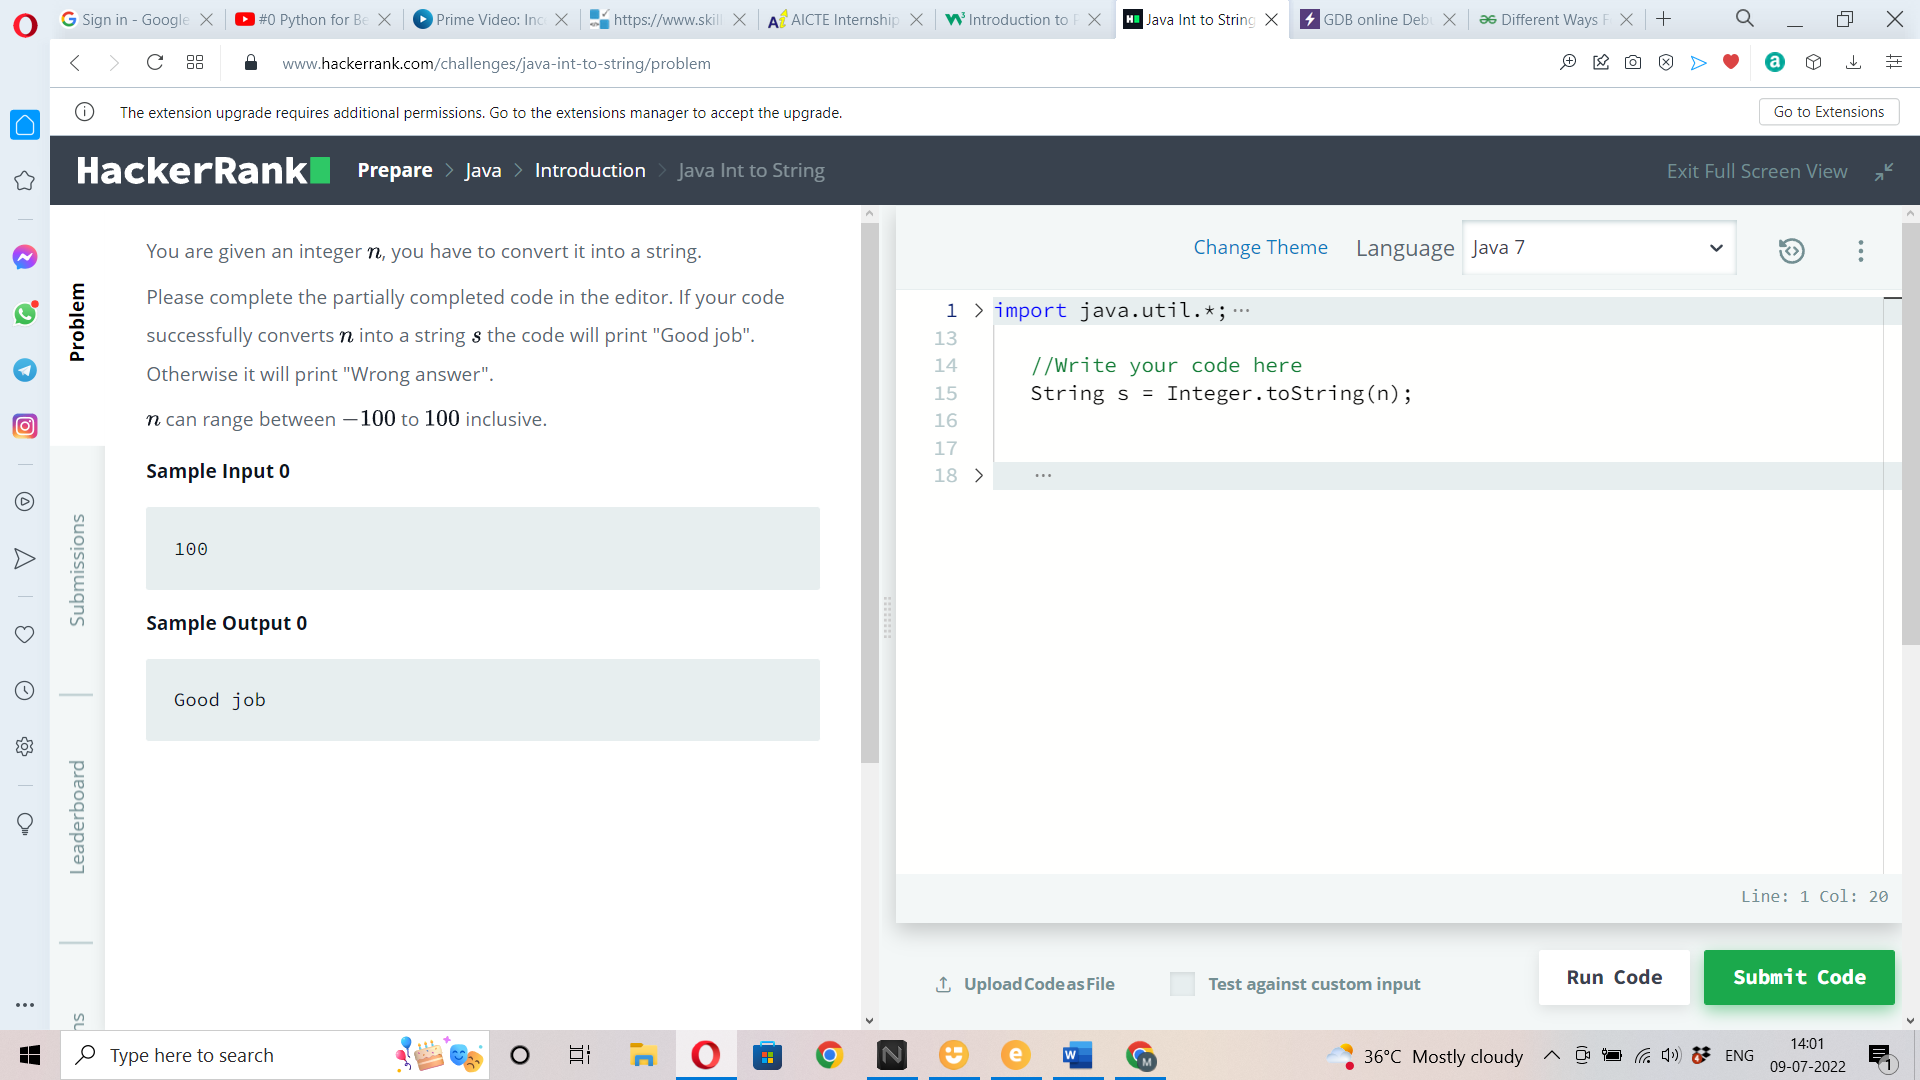 Sign in - Google
#0 Python for Be
Prime Video: Inc
https://www.skill
AICTE Internship
Introduction to
Java Int to String
GDB online Deb
Different Ways F
www.hackerrank.com/challenges/java-int-to-string/problem
The extension upgrade requires additional permissions. Go to the extensions manager to accept the upgrade.
Go to Extensions
HackerRank
Prepare > Java > Introduction > Java Int to String
Exit Full Screen View
Problem
Submissions
Leaderboard
You are given an integer n, you have to convert it into a string.
Please complete the partially completed code in the editor. If your code
successfully converts n into a string s the code will print "Good job".
Otherwise it will print "Wrong answer".
n can range between −100 to 100 inclusive.
Sample Input 0
100
Sample Output 0
Good job
Change Theme
Language
Java 7
1 > import java.util.*;···
13
14 //Write your code here
15 String s = Integer.toString(n);
16
17
18 > ···
Line: 1 Col: 20
Upload Code as File
Test against custom input
Run Code
Submit Code
Type here to search
36°C Mostly cloudy
ENG
14:01
09-07-2022
1